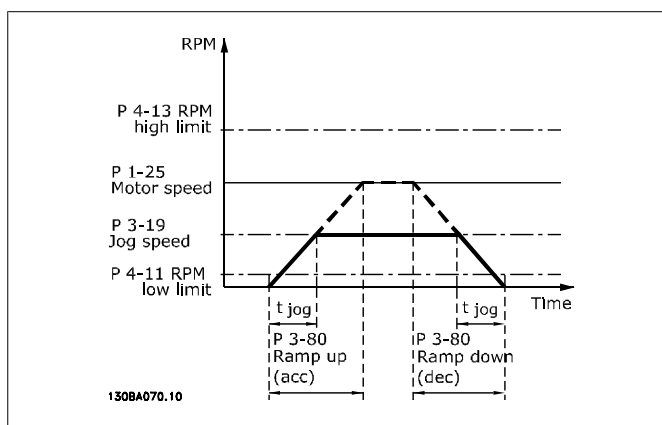 RPM
P 4-13 RPM
high limit
P 1-25
Motor speed
P 3-19
Jog speed
P 4-11 RPM
low limit
Time
t jog
t jog
P 3-80
Ramp up
(acc)
P 3-80
Ramp down
(dec)
130BA070.10